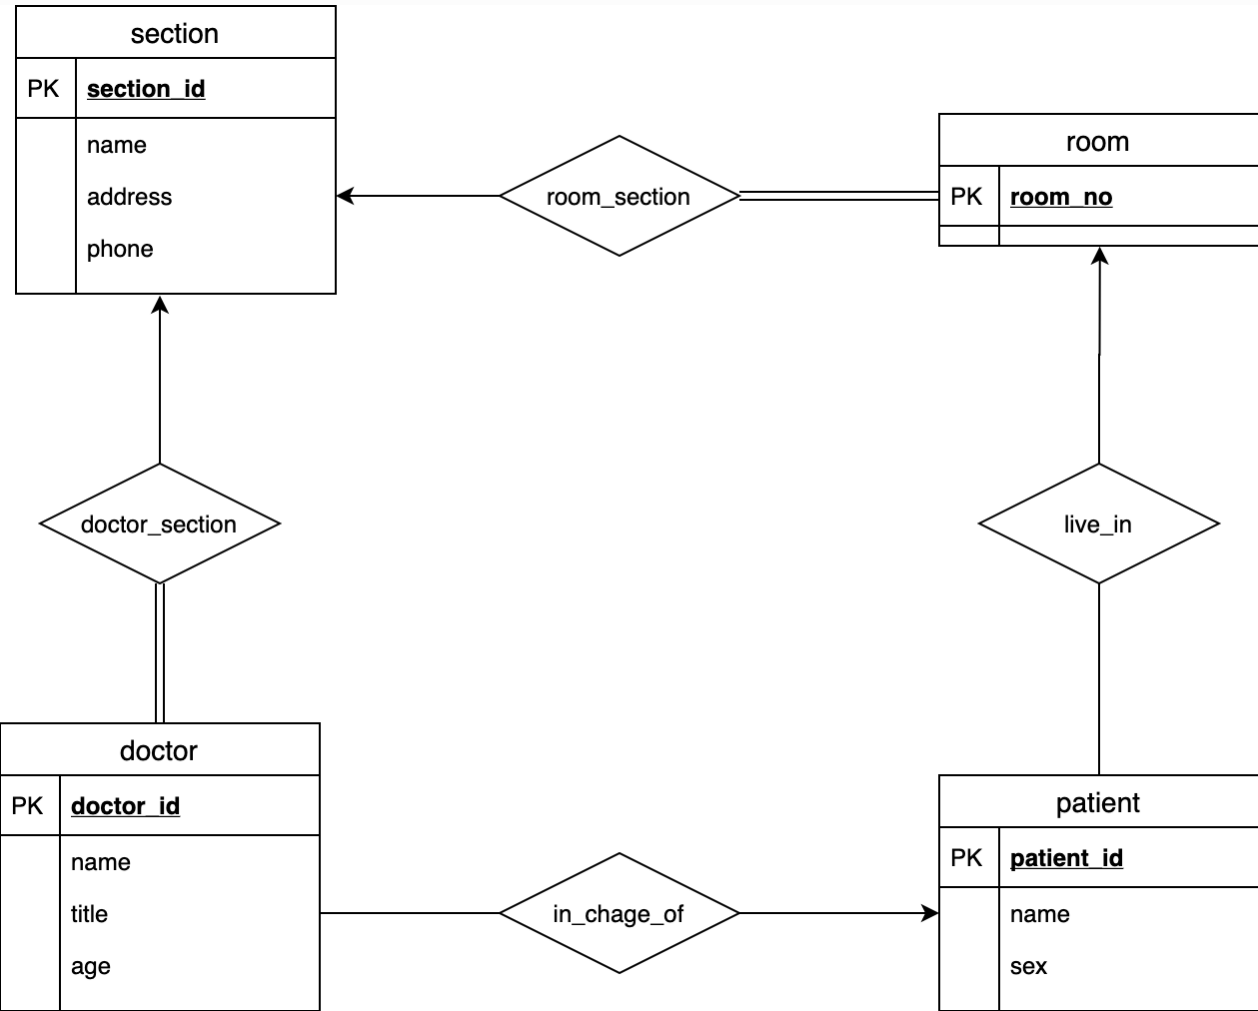 section
PK section_id
name
address
phone
room_section
room
PK room_no
doctor_section
live_in
doctor
PK doctor_id
name
title
age
in_chage_of
patient
PK patient_id
name
sex